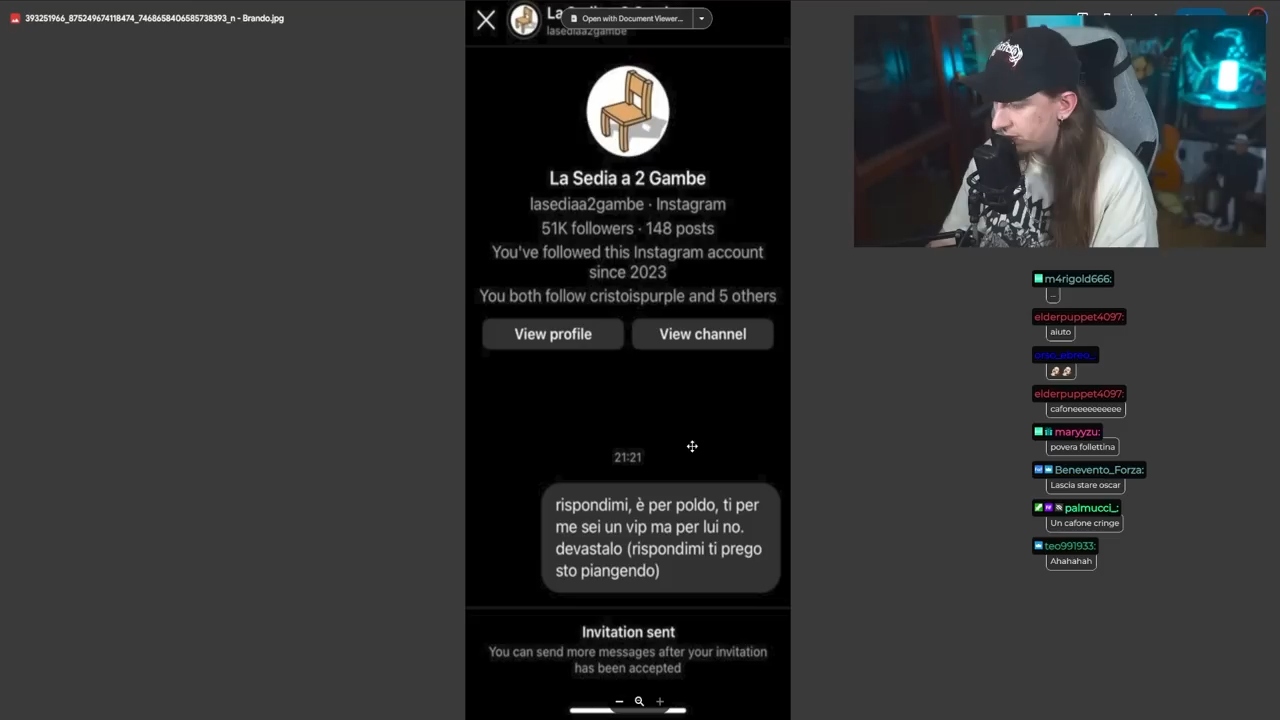 393251966_875249674118474_7468658406585738393_n - Brando.jpg
Open with Document Viewer...
lasediaa2gambe
La Sedia a 2 Gambe
lasediaa2gambe · Instagram
51K followers · 148 posts
You've followed this Instagram account
since 2023
You both follow cristoispurple and 5 others
View profile
View channel
21:21
rispondimi, è per poldo, ti per
me sei un vip ma per lui no.
devastalo (rispondimi ti prego
sto piangendo)
Invitation sent
You can send more messages after your invitation
has been accepted
m4rigold666:
...
elderpuppet4097:
aiuto
orso_ebreo_:
elderpuppet4097:
cafoneeeeeeeeee
maryyzu:
povera follettina
Benevento_Forza:
Lascia stare oscar
palmucci_:
Un cafone cringe
teo991933:
Ahahahah